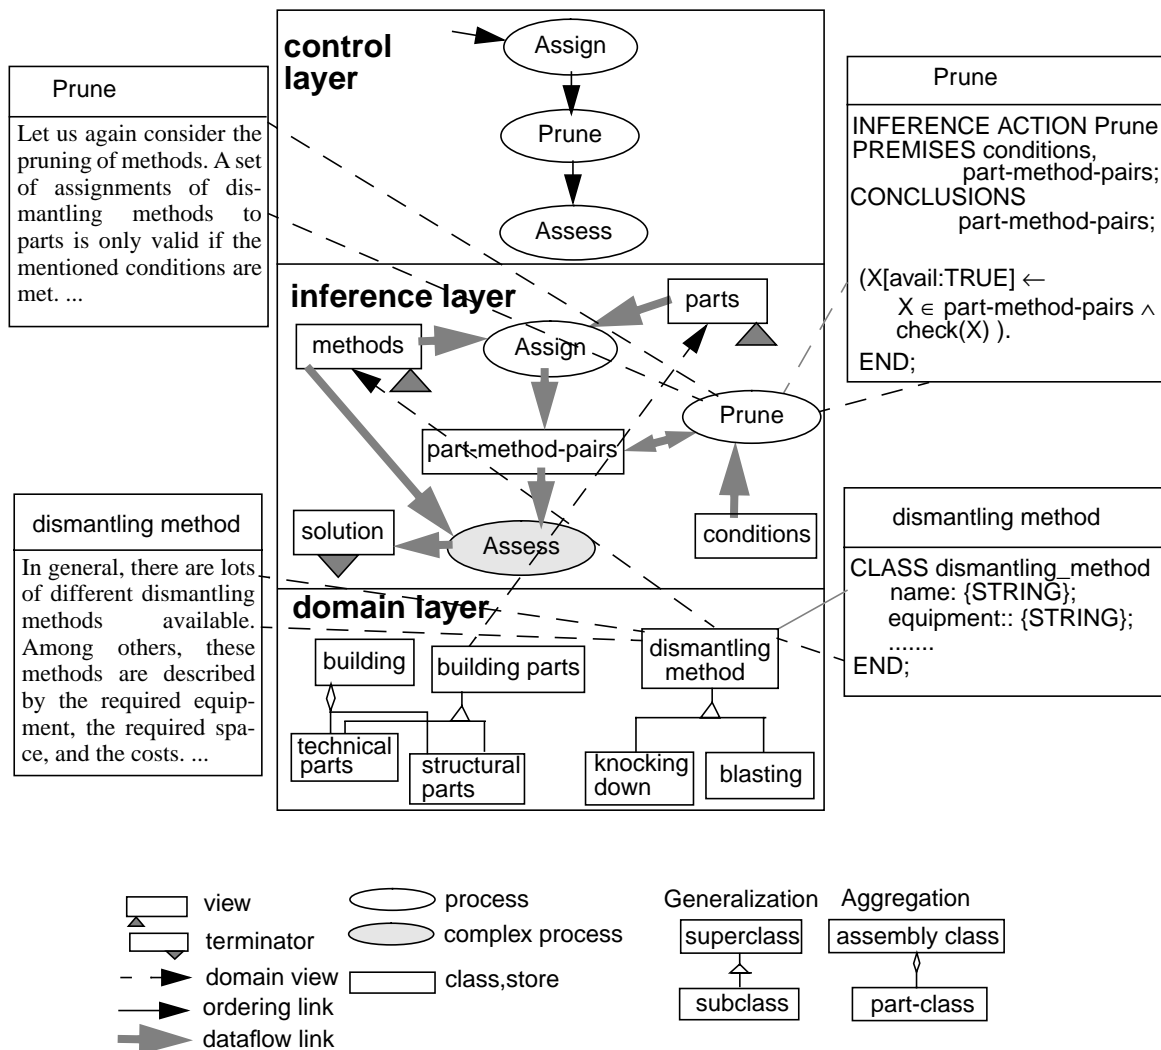 control
layer
Assign
Prune
Assess
Prune
Let us again consider the
pruning of methods. A set
of assignments of dis-
mantling methods to
parts is only valid if the
mentioned conditions are
met. ...
Prune
INFERENCE ACTION Prune
PREMISES conditions,
part-method-pairs;
CONCLUSIONS
part-method-pairs;
(X[avail:TRUE] ←
X ∈ part-method-pairs ∧
check(X) ).
END;
inference layer
parts
methods
Assign
Prune
part-method-pairs
solution
Assess
conditions
dismantling method
In general, there are lots
of different dismantling
methods available.
Among others, these
methods are described
by the required equip-
ment, the required spa-
ce, and the costs. ...
dismantling method
CLASS dismantling_method
name: {STRING};
equipment:: {STRING};
.......
END;
domain layer
building
building parts
dismantling
method
technical
parts
structural
parts
knocking
down
blasting
view
terminator
domain view
ordering link
dataflow link
process
complex process
class,store
Generalization
superclass
subclass
Aggregation
assembly class
part-class